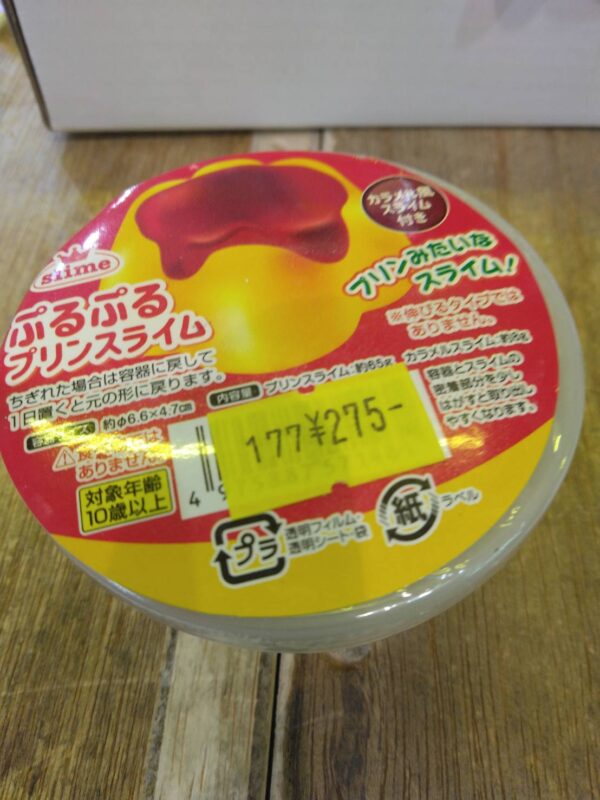 カラメル風
スライム
付き
slime
プリンみたいな
スライム!
ぷるぷる
プリンスライム
※伸びるタイプでは
ありません。
ちぎれた場合は容器に戻して
1日置くと元の形に戻ります。
内容量 プリンスライム:約65g カラメルスライム:約8g
約φ6.6×4.7cm
容器とスライムの
密着部分を少し
はがすと取り出し
やすくなります。
ありません
177¥275-
対象年齢
10歳以上
4
プラ
透明フィルム・
透明シート・袋
紙
ラベル